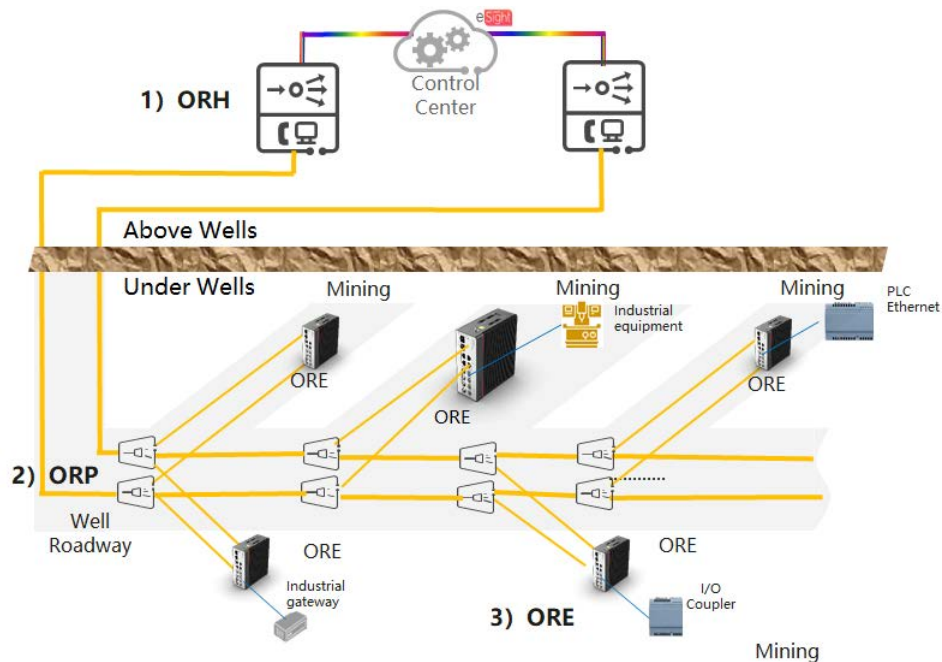 eSight
Control
Center
1) ORH
Above Wells
Under Wells
Mining
Mining
Mining
PLC
Ethernet
Industrial
equipment
ORE
ORE
ORE
2) ORP
Well
Roadway
ORE
ORE
Industrial
gateway
3) ORE
I/O
Coupler
Mining